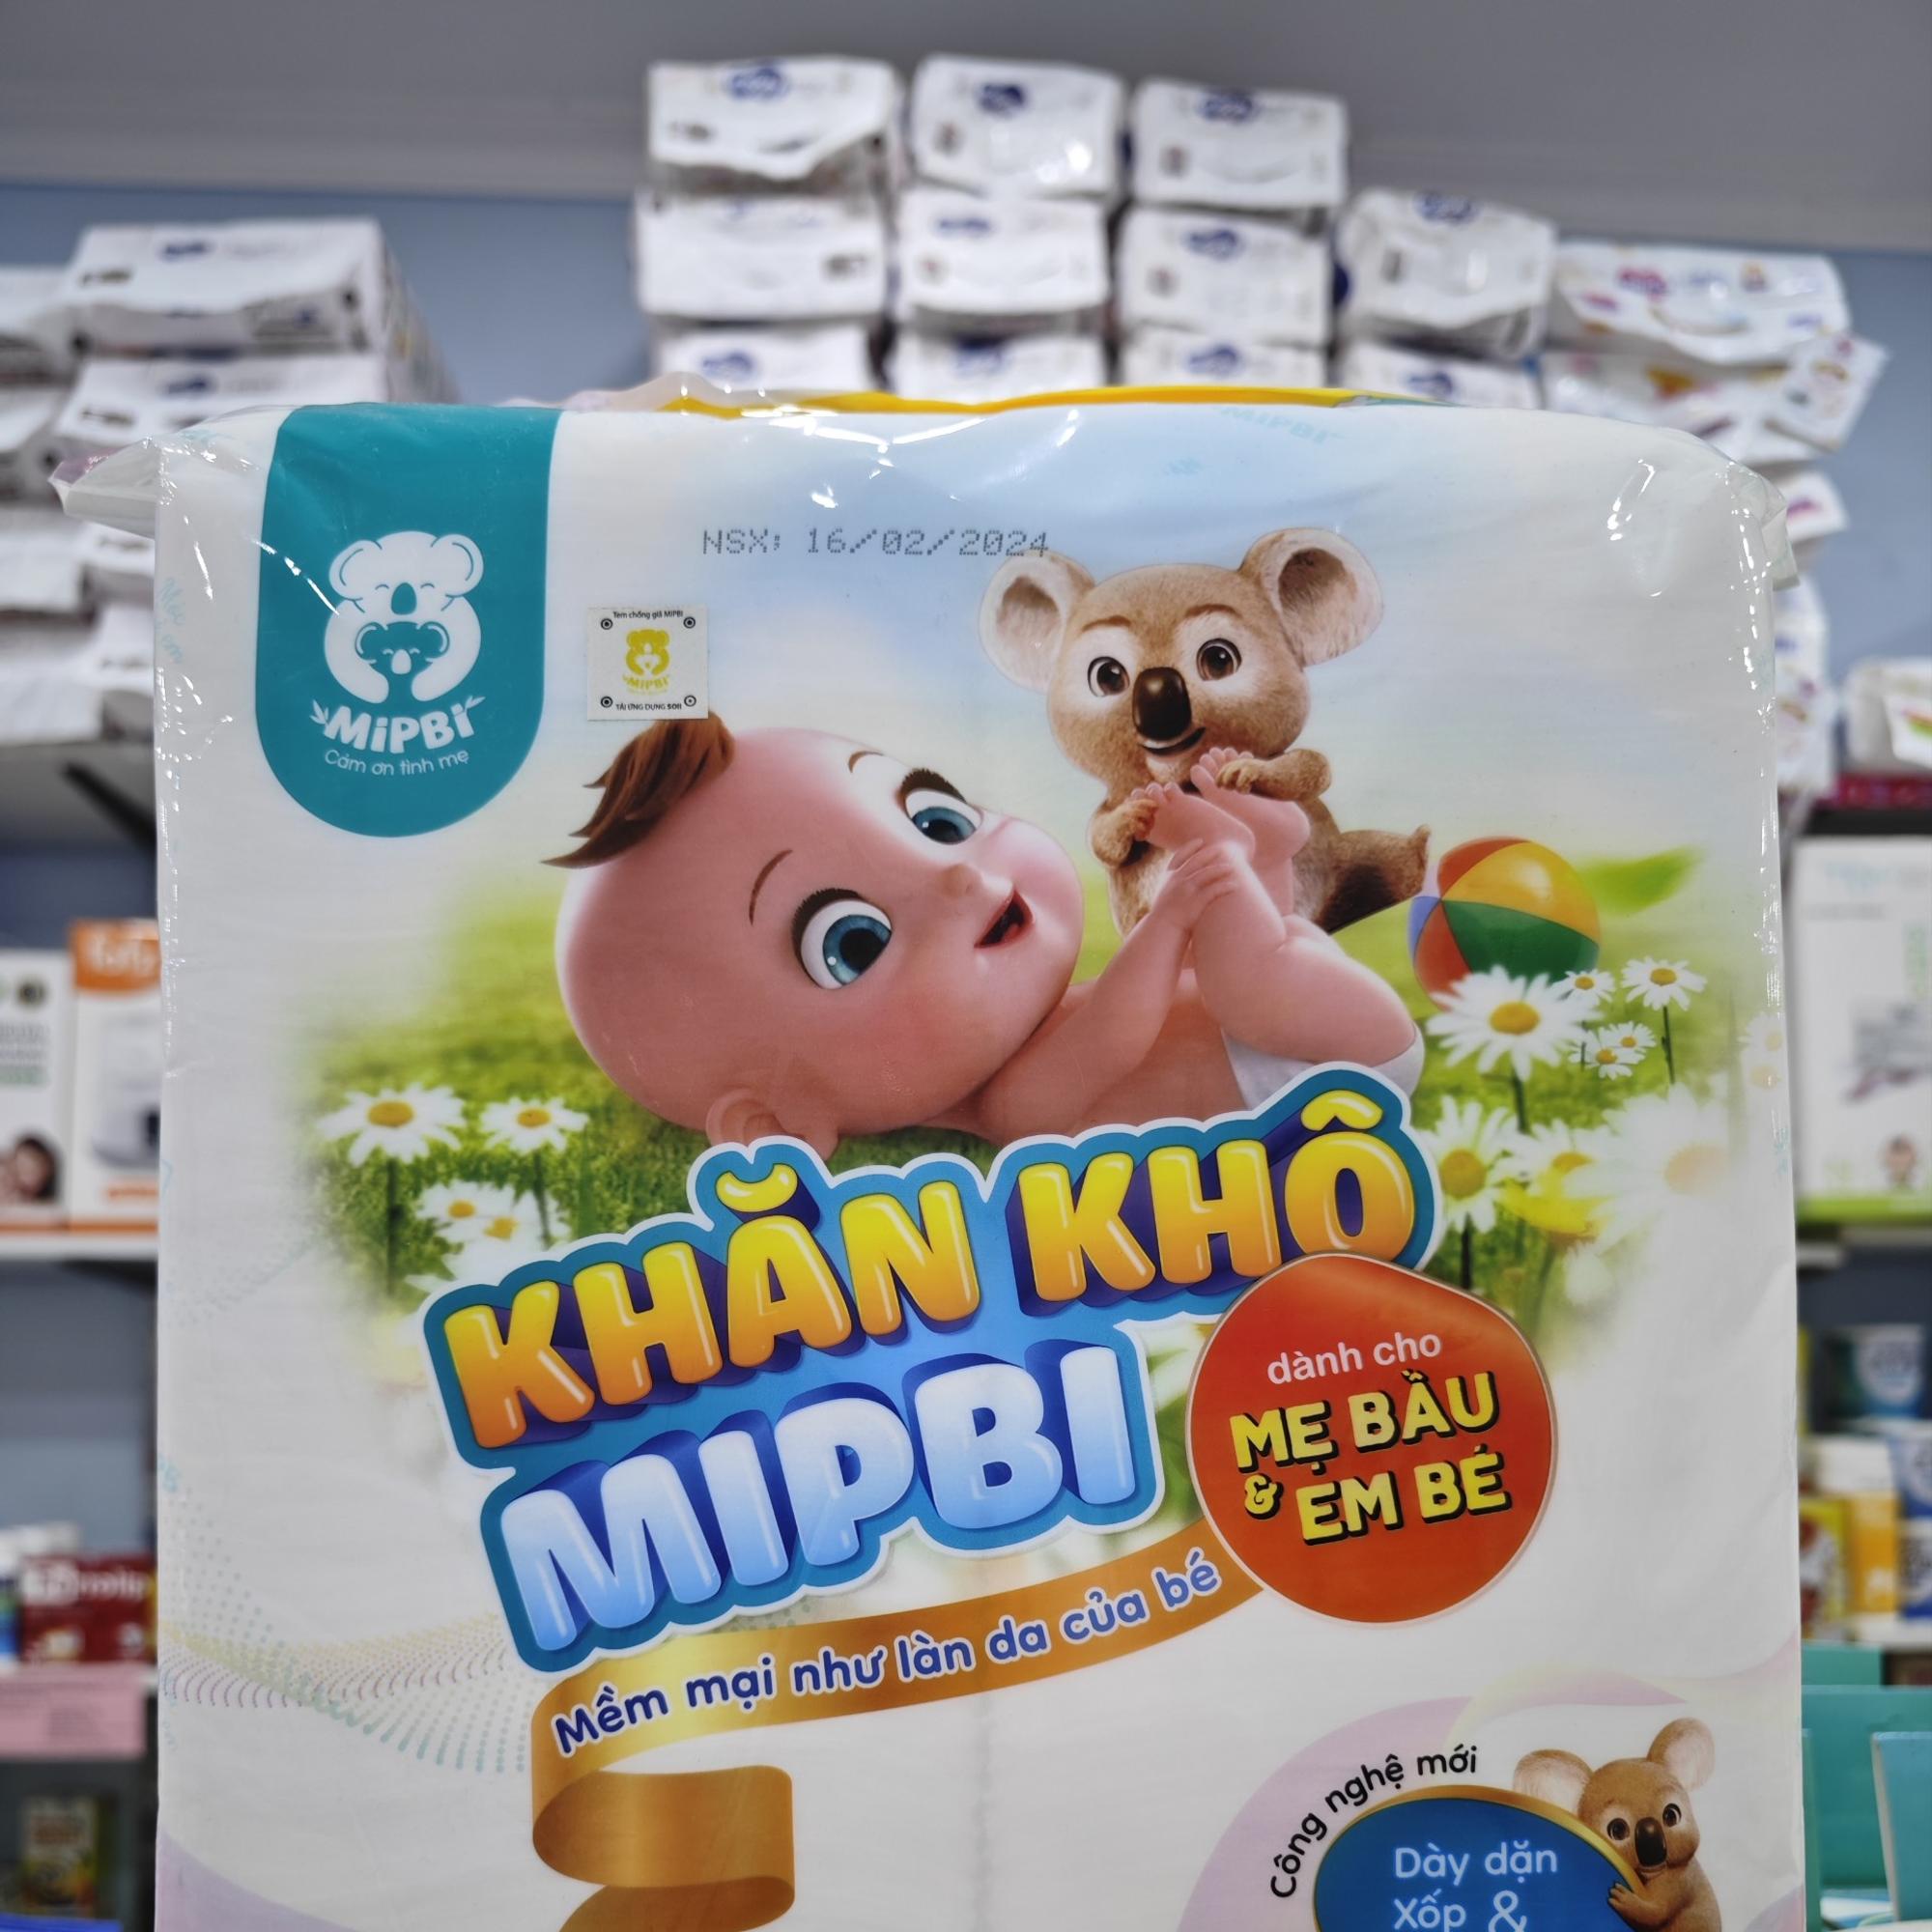 NSX: 16/02/2024
Tem chống giả MIPBI
MIPBI
TẢI ỨNG DỤNG SOII
MiPBi
Cảm ơn tình mẹ
KHĂN KHÔ
MIPBI
dành cho
MẸ BẦU
& EM BÉ
Mềm mại như làn da của bé
Công nghệ mới
Dày dặn
Xốp &